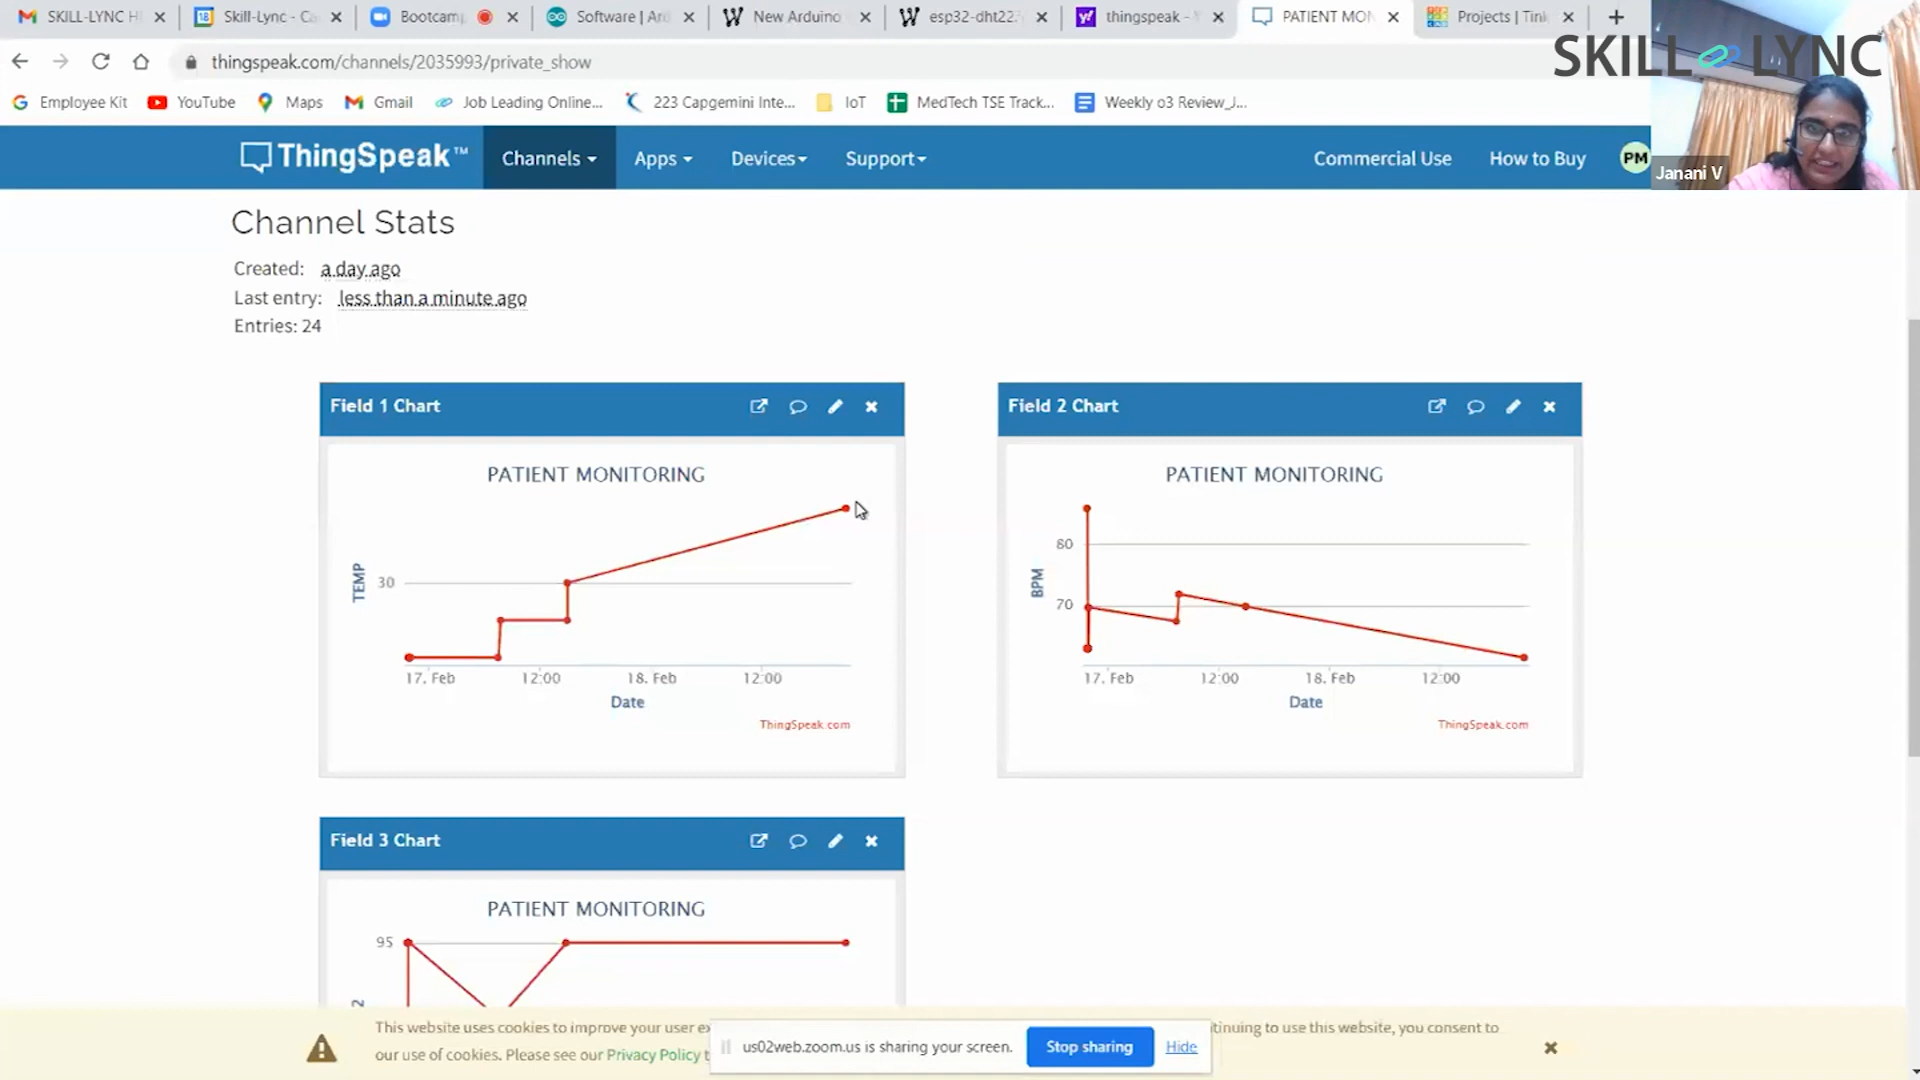 SKILL-LYNC H
Skill-Lync - Ca
Bootcamp
Software | Ard
New Arduino
esp32-dht22
thingspeak -
PATIENT MON
Projects | Tink
SKILL LYNC
thingspeak.com/channels/2035993/private_show
Employee Kit
YouTube
Maps
Gmail
Job Leading Online...
223 Capgemini Inte...
IoT
MedTech TSE Track...
Weekly o3 Review_J...
ThingSpeak™
Channels
Apps
Devices
Support
Commercial Use
How to Buy
PM
Janani V
Channel Stats
Created: a day ago
Last entry: less than a minute ago
Entries: 24
Field 1 Chart
PATIENT MONITORING
TEMP
30
17. Feb
12:00
18. Feb
12:00
Date
ThingSpeak.com
Field 2 Chart
PATIENT MONITORING
BPM
80
70
17. Feb
12:00
18. Feb
12:00
Date
ThingSpeak.com
Field 3 Chart
PATIENT MONITORING
95
2
This website uses cookies to improve your user ex
tinuing to use this website, you consent to
our use of cookies. Please see our Privacy Policy t
us02web.zoom.us is sharing your screen.
Stop sharing
Hide